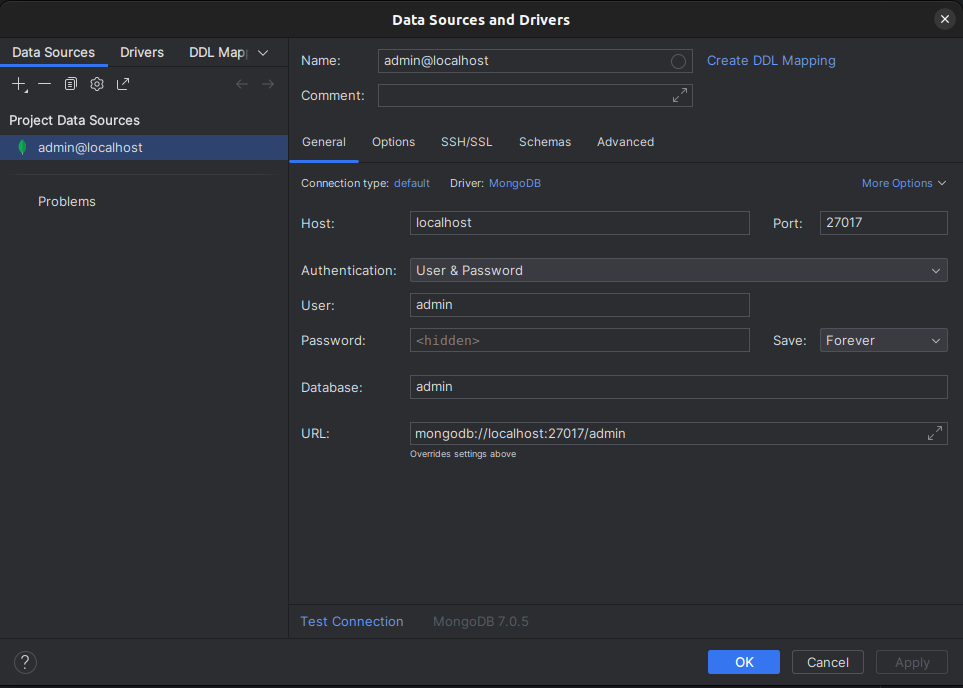 Data Sources and Drivers
Data Sources Drivers DDL Map
Project Data Sources
admin@localhost
Problems
Name: admin@localhost Create DDL Mapping
Comment:
General Options SSH/SSL Schemas Advanced
Connection type: default Driver: MongoDB More Options
Host: localhost Port: 27017
Authentication: User & Password
User: admin
Password: <hidden> Save: Forever
Database: admin
URL: mongodb://localhost:27017/admin
Overrides settings above
Test Connection MongoDB 7.0.5
? OK Cancel Apply